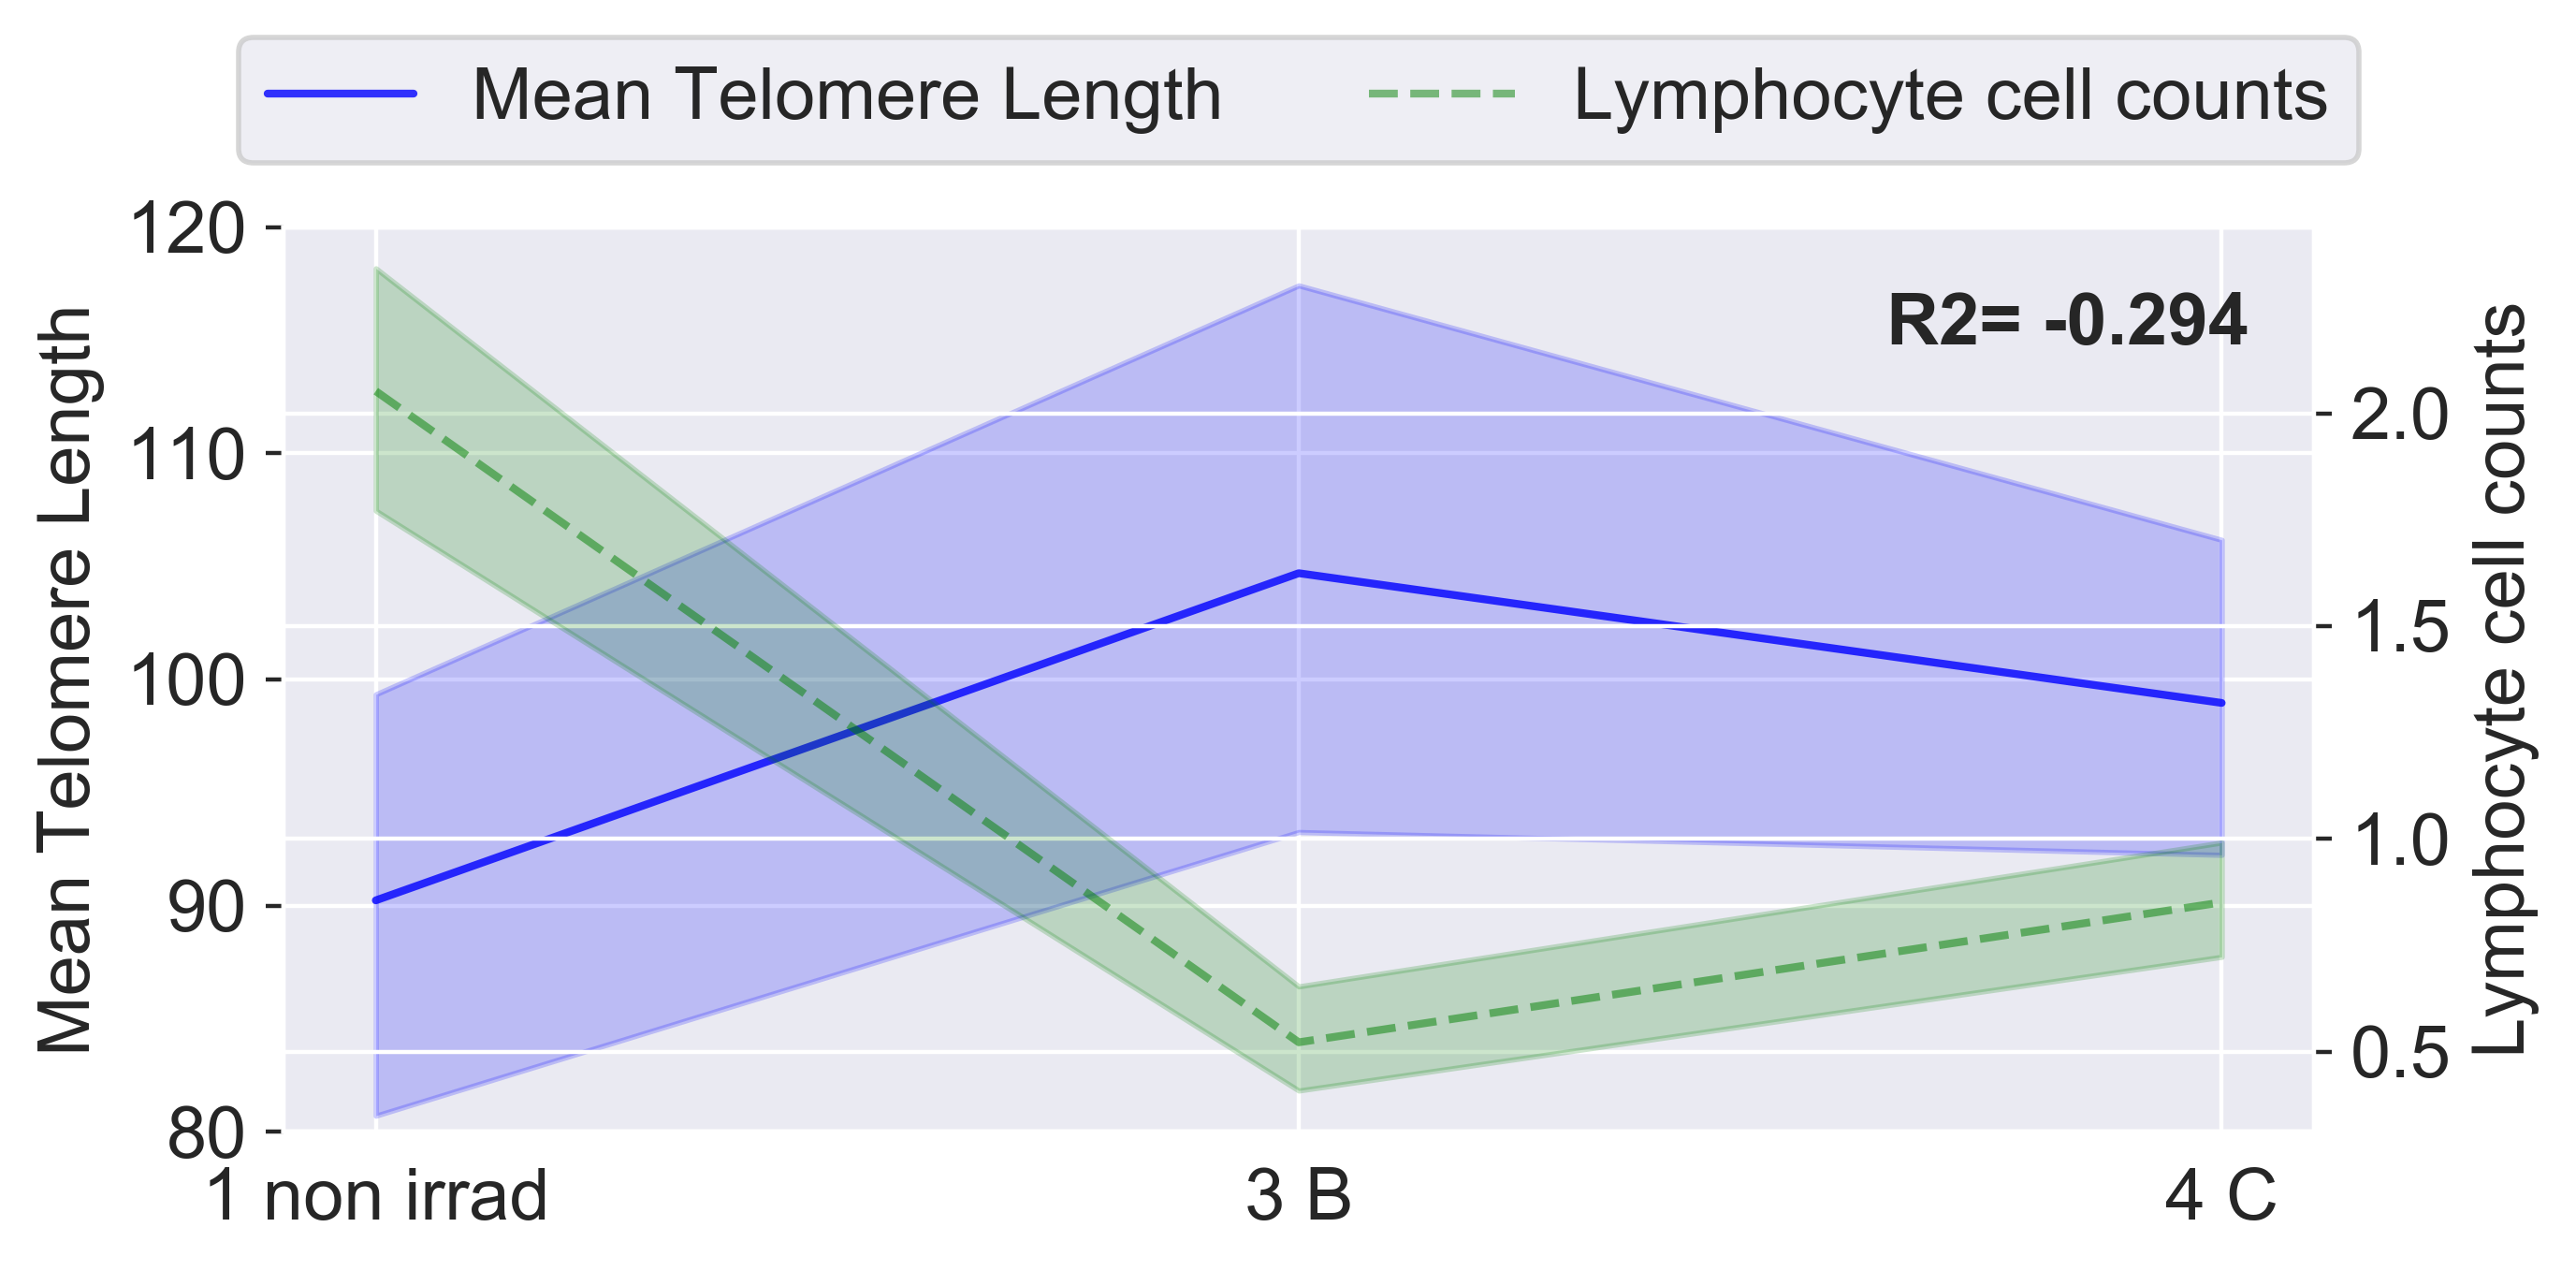 Mean Telomere Length
Lymphocyte cell counts
120
110
100
90
80
Mean Telomere Length
R2= -0.294
2.0
1.5
1.0
0.5
Lymphocyte cell counts
1 non irrad
3 B
4 C